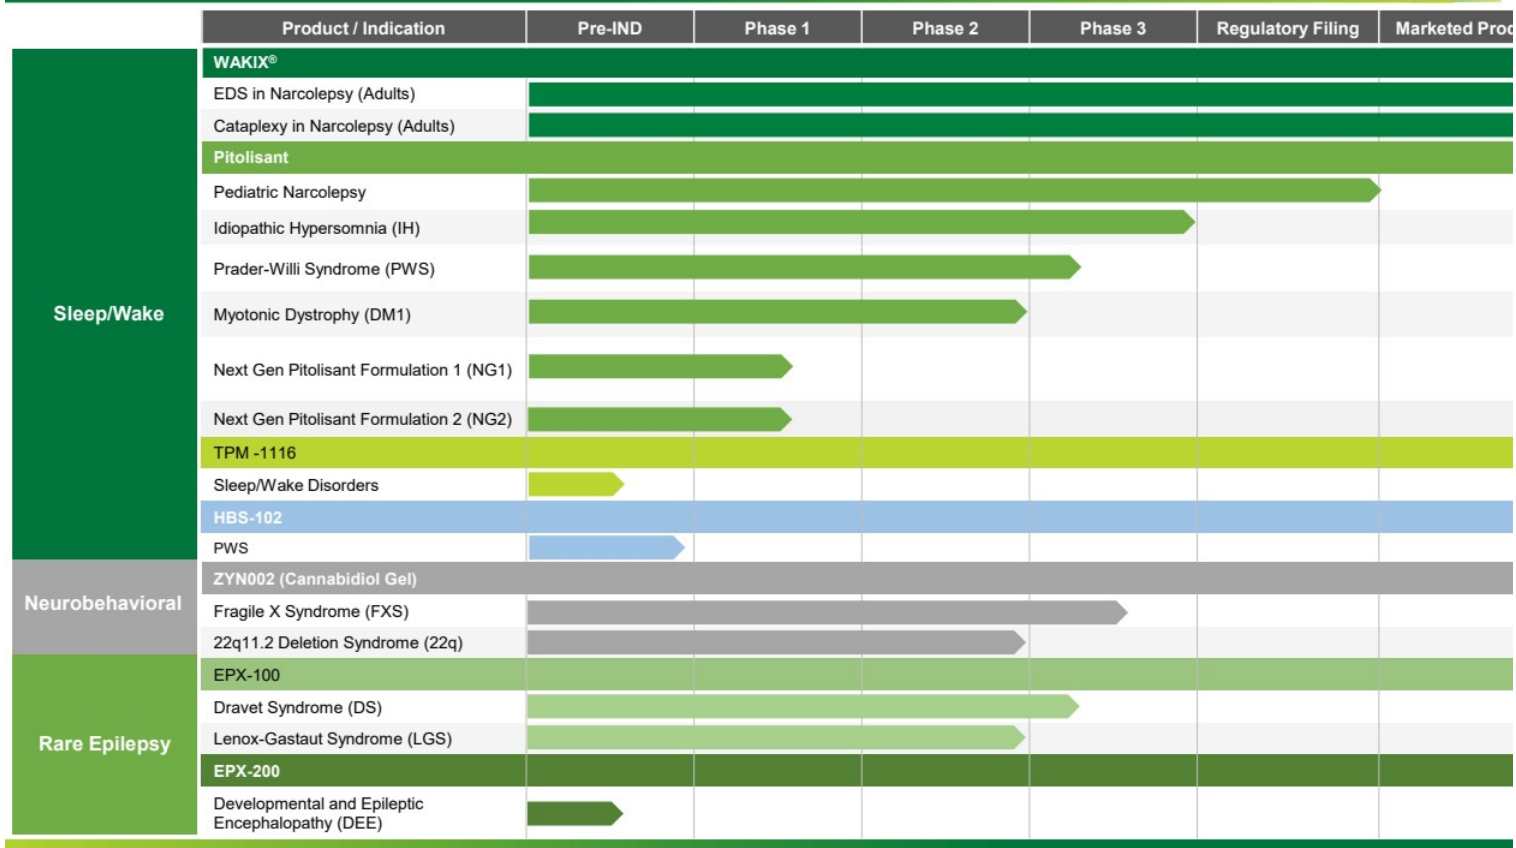 Product / Indication
Pre-IND
Phase 1
Phase 2
Phase 3
Regulatory Filing
Marketed Prod
Sleep/Wake
WAKIX®
EDS in Narcolepsy (Adults)
Cataplexy in Narcolepsy (Adults)
Pitolisant
Pediatric Narcolepsy
Idiopathic Hypersomnia (IH)
Prader-Willi Syndrome (PWS)
Myotonic Dystrophy (DM1)
Next Gen Pitolisant Formulation 1 (NG1)
Next Gen Pitolisant Formulation 2 (NG2)
TPM -1116
Sleep/Wake Disorders
HBS-102
PWS
Neurobehavioral
ZYN002 (Cannabidiol Gel)
Fragile X Syndrome (FXS)
22q11.2 Deletion Syndrome (22q)
Rare Epilepsy
EPX-100
Dravet Syndrome (DS)
Lenox-Gastaut Syndrome (LGS)
EPX-200
Developmental and Epileptic
Encephalopathy (DEE)